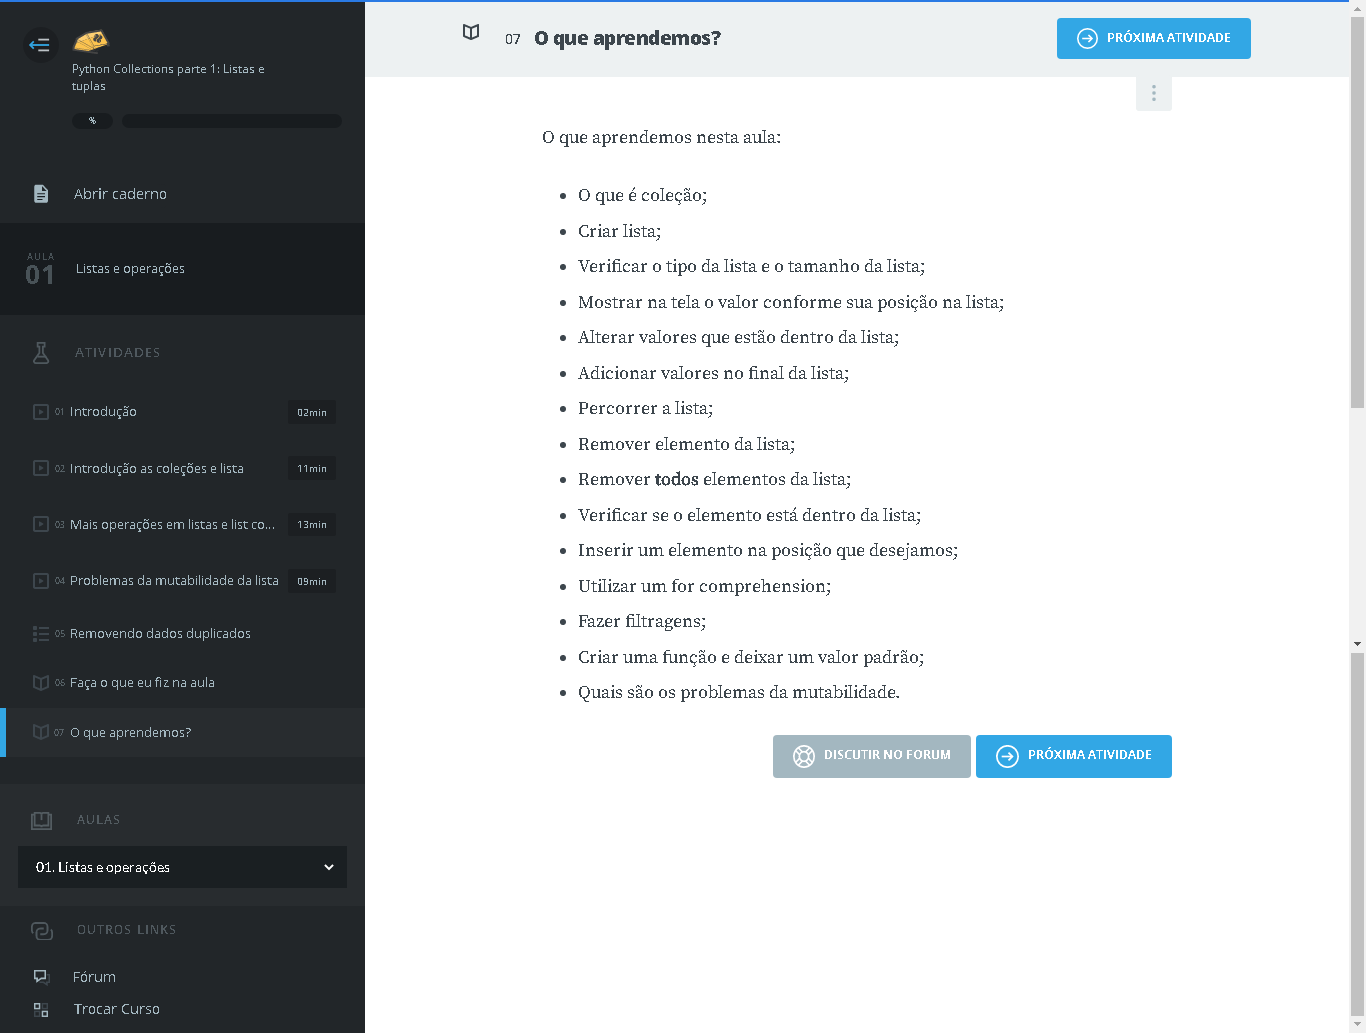 Python Collections parte 1: Listas e
tuplas
%
Abrir caderno
AULA
01
Listas e operações
ATIVIDADES
01 Introdução 02min
02 Introdução as coleções e lista 11min
03 Mais operações em listas e list co... 13min
04 Problemas da mutabilidade da lista 09min
05 Removendo dados duplicados
06 Faça o que eu fiz na aula
07 O que aprendemos?
AULAS
01. Listas e operações
OUTROS LINKS
Fórum
Trocar Curso
07 O que aprendemos?
PRÓXIMA ATIVIDADE
O que aprendemos nesta aula:
• O que é coleção;
• Criar lista;
• Verificar o tipo da lista e o tamanho da lista;
• Mostrar na tela o valor conforme sua posição na lista;
• Alterar valores que estão dentro da lista;
• Adicionar valores no final da lista;
• Percorrer a lista;
• Remover elemento da lista;
• Remover todos elementos da lista;
• Verificar se o elemento está dentro da lista;
• Inserir um elemento na posição que desejamos;
• Utilizar um for comprehension;
• Fazer filtragens;
• Criar uma função e deixar um valor padrão;
• Quais são os problemas da mutabilidade.
DISCUTIR NO FORUM
PRÓXIMA ATIVIDADE